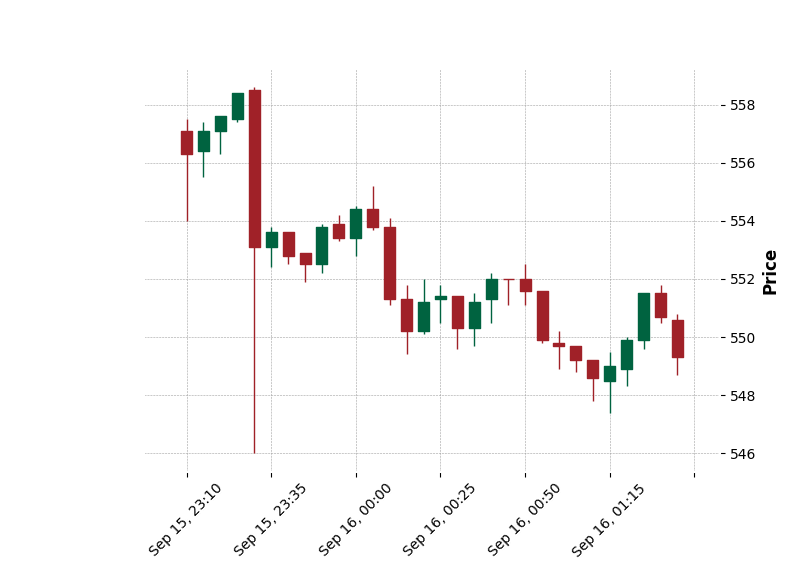 558
556
554
552
550
548
546
Price
Sep 15, 23:10
Sep 15, 23:35
Sep 16, 00:00
Sep 16, 00:25
Sep 16, 00:50
Sep 16, 01:15